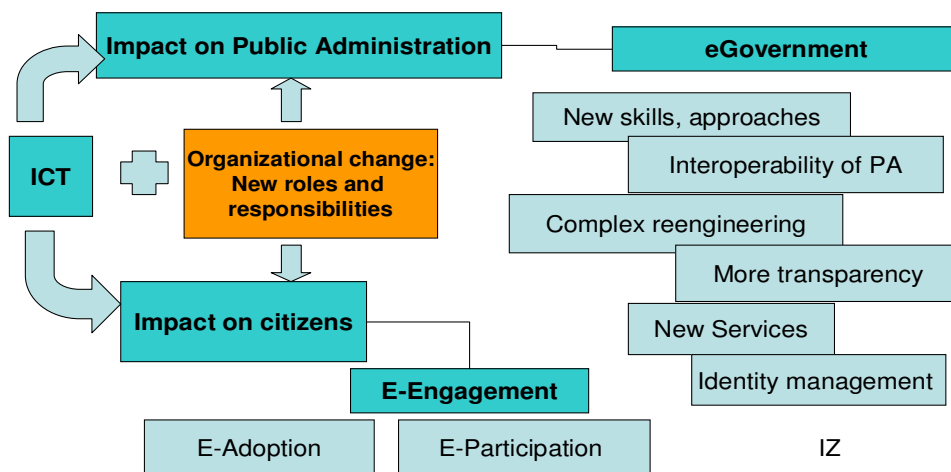 Impact on Public Administration
eGovernment
New skills, approaches
Interoperability of PA
ICT
Organizational change:
New roles and
responsibilities
Complex reengineering
More transparency
Impact on citizens
New Services
Identity management
E-Engagement
E-Adoption
E-Participation
IZ